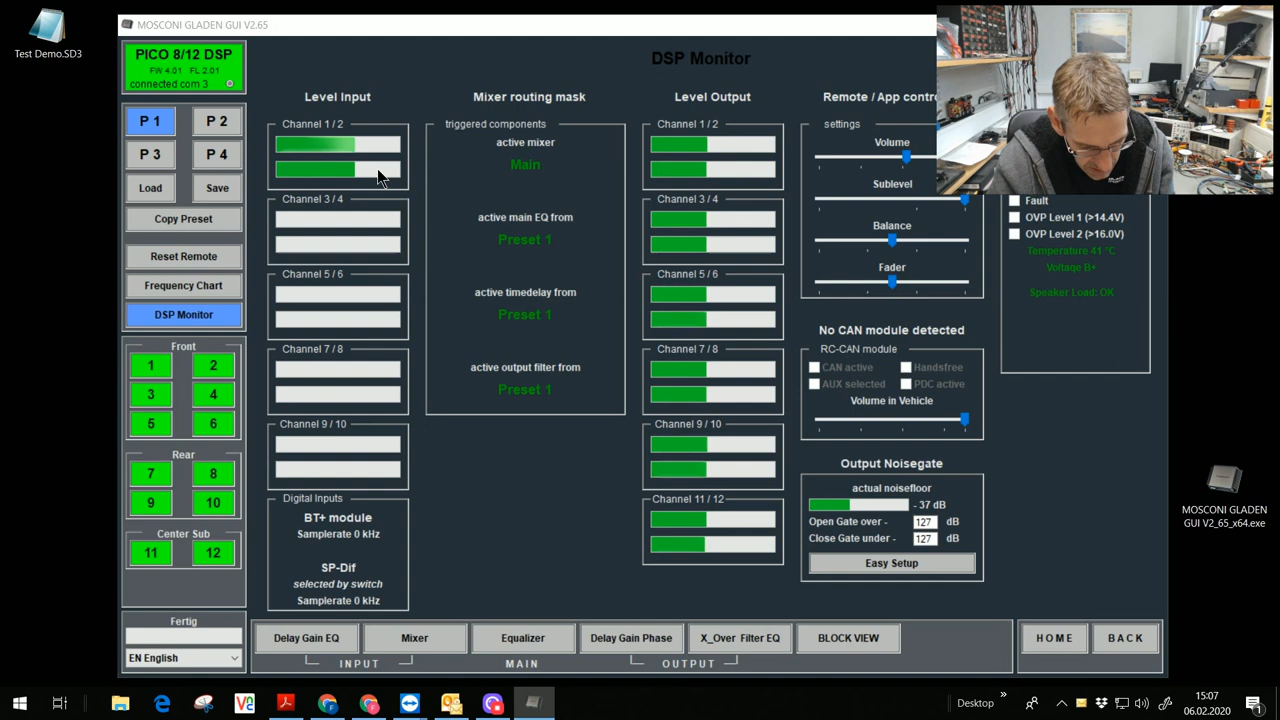 Test Demo.SD3
MOSCONI GLADEN GUI V2.65
PICO 8/12 DSP
FW 4.01 FL 2.01
connected com 3
P 1
P 2
P 3
P 4
Load
Save
Copy Preset
Reset Remote
Frequency Chart
DSP Monitor
Front
1
2
3
4
5
6
Rear
7
8
9
10
Center Sub
11
12
Fertig
EN English
DSP Monitor
Level Input
Channel 1 / 2
Channel 3 / 4
Channel 5 / 6
Channel 7 / 8
Channel 9 / 10
Digital Inputs
BT+ module
Samplerate 0 kHz
SP-Dif
selected by switch
Samplerate 0 kHz
Mixer routing mask
triggered components
active mixer
Main
active main EQ from
Preset 1
active timedelay from
Preset 1
active output filter from
Preset 1
Level Output
Channel 1 / 2
Channel 3 / 4
Channel 5 / 6
Channel 7 / 8
Channel 9 / 10
Channel 11 / 12
Remote / App contro
settings
Volume
Sublevel
Balance
Fader
No CAN module detected
RC-CAN module
CAN active
Handsfree
AUX selected
PDC active
Volume in Vehicle
Output Noisegate
actual noisefloor
- 37 dB
Open Gate over - 127 dB
Close Gate under - 127 dB
Easy Setup
Fault
OVP Level 1 (>14.4V)
OVP Level 2 (>16.0V)
Temperature 41 °C
Voltage B+
Speaker Load: OK
Delay Gain EQ
Mixer
Equalizer
Delay Gain Phase
X_Over Filter EQ
BLOCK VIEW
H O M E
B A C K
INPUT
MAIN
OUTPUT
MOSCONI GLADEN
GUI V2_65_x64.exe
Desktop
15:07
06.02.2020
1